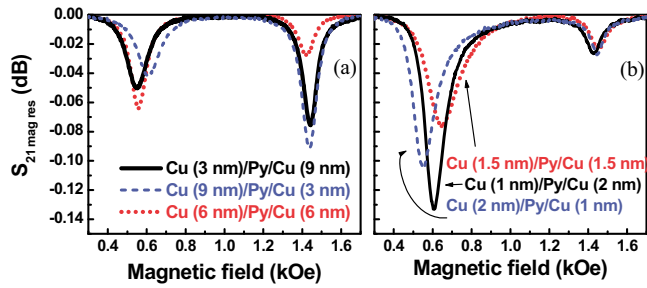 0.00
-0.02
-0.04
-0.06
-0.08
-0.10
-0.12
-0.14
S21 mag res (dB)
(a)
Cu (3 nm)/Py/Cu (9 nm)
Cu (9 nm)/Py/Cu (3 nm)
Cu (6 nm)/Py/Cu (6 nm)
0.4 0.6 0.8 1.0 1.2 1.4 1.6
Magnetic field (kOe)
(b)
Cu (1.5 nm)/Py/Cu (1.5 nm)
Cu (1 nm)/Py/Cu (2 nm)
Cu (2 nm)/Py/Cu (1 nm)
0.4 0.6 0.8 1.0 1.2 1.4 1.6
Magnetic field (kOe)